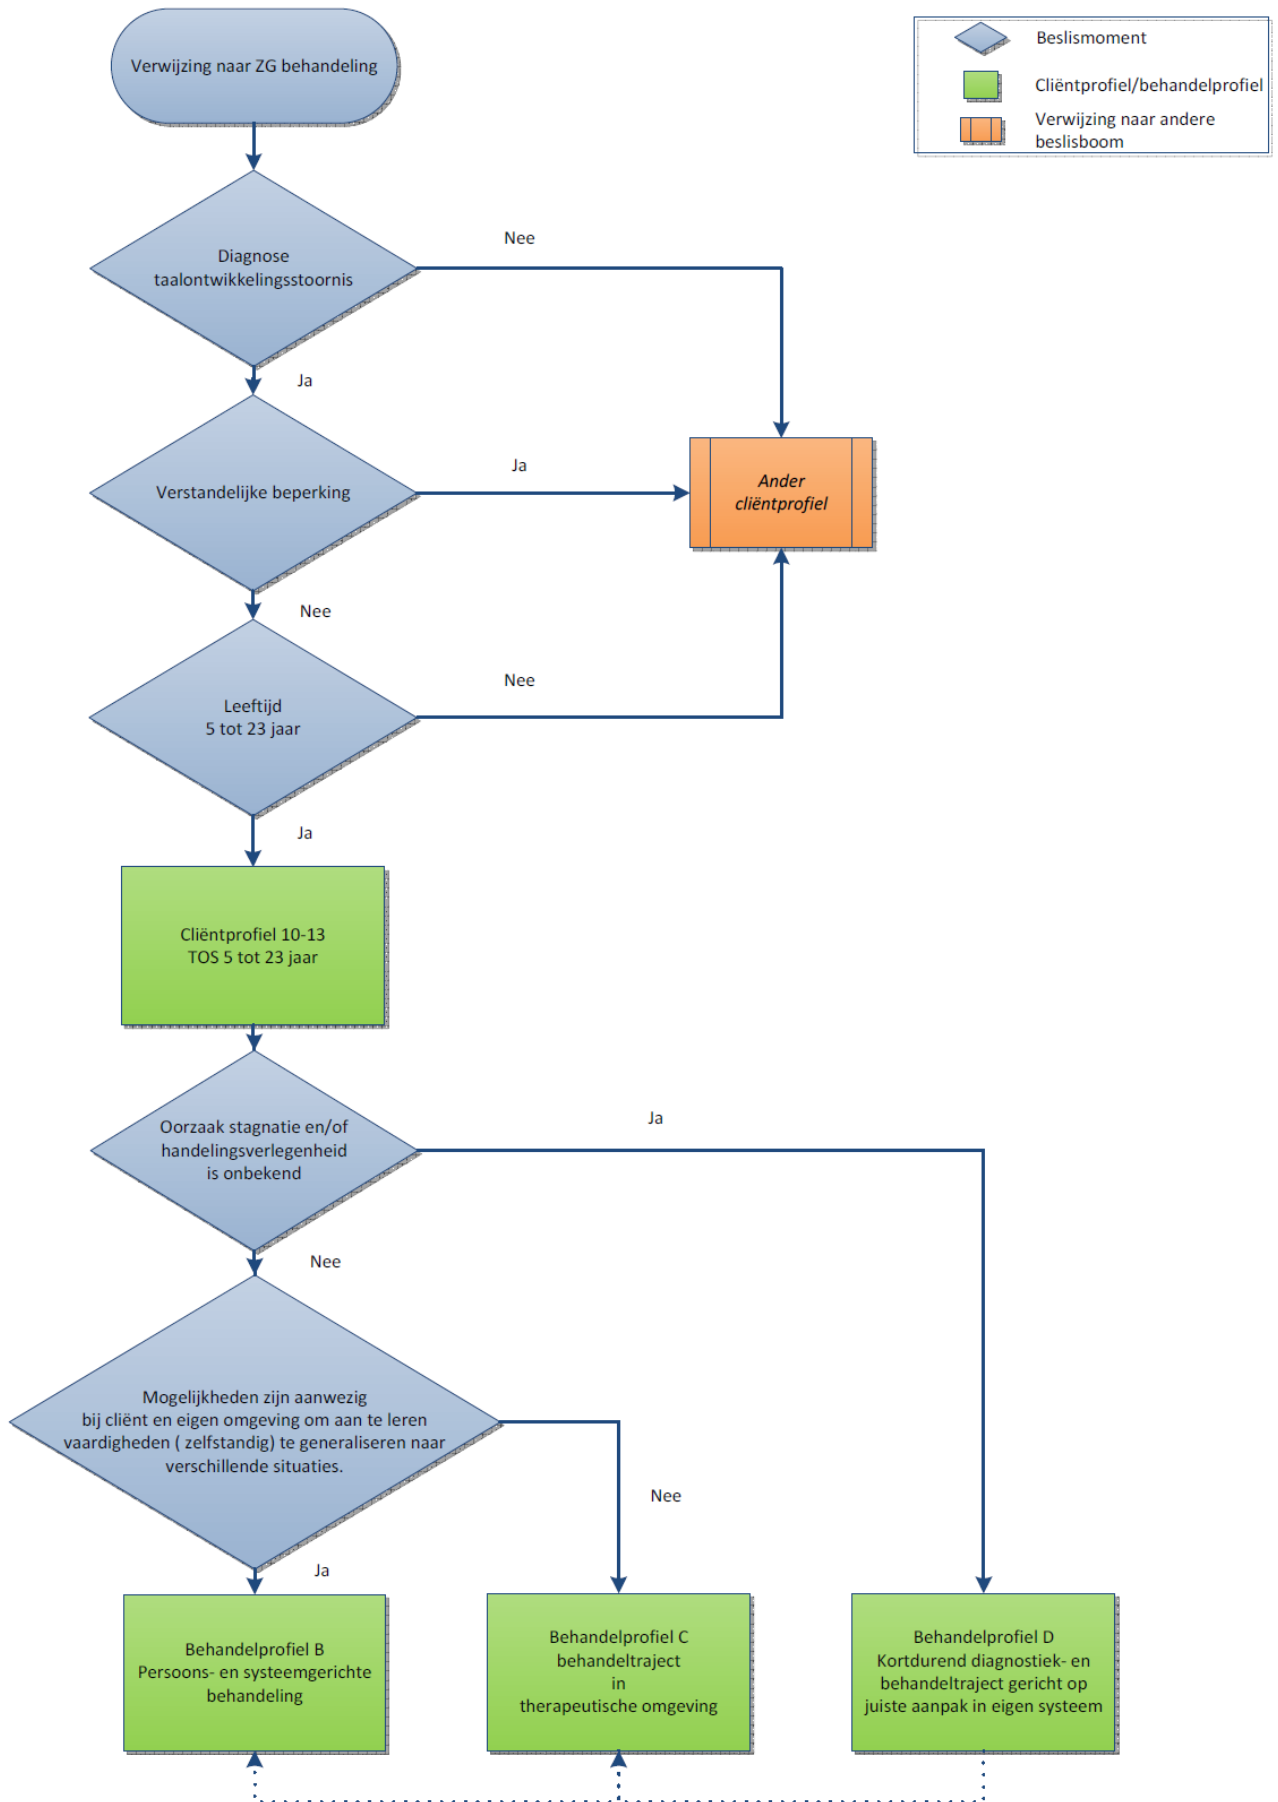 Verwijzing naar ZG behandeling
Beslismoment
Cliëntprofiel/behandelprofiel
Verwijzing naar andere
beslisboom
Diagnose
taalontwikkelingsstoornis
Nee
Ja
Verstandelijke beperking
Ja
Ander
cliëntprofiel
Nee
Leeftijd
5 tot 23 jaar
Nee
Ja
Cliëntprofiel 10-13
TOS 5 tot 23 jaar
Oorzaak stagnatie en/of
handelingsverlegenheid
is onbekend
Ja
Nee
Mogelijkheden zijn aanwezig
bij cliënt en eigen omgeving om aan te leren
vaardigheden ( zelfstandig) te generaliseren naar
verschillende situaties.
Nee
Ja
Behandelprofiel B
Persoons- en systeemgerichte
behandeling
Behandelprofiel C
behandeltraject
in
therapeutische omgeving
Behandelprofiel D
Kortdurend diagnostiek- en
behandeltraject gericht op
juiste aanpak in eigen systeem